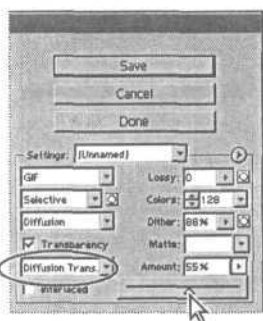 Save
Cancel
Done
Settings: [Unnamed]
GIF Lossy: 0
Selective Colors: 128
Diffusion Dither: 88%
Transparency Matte:
Diffusion Trans... Amount: 55%
Interlaced